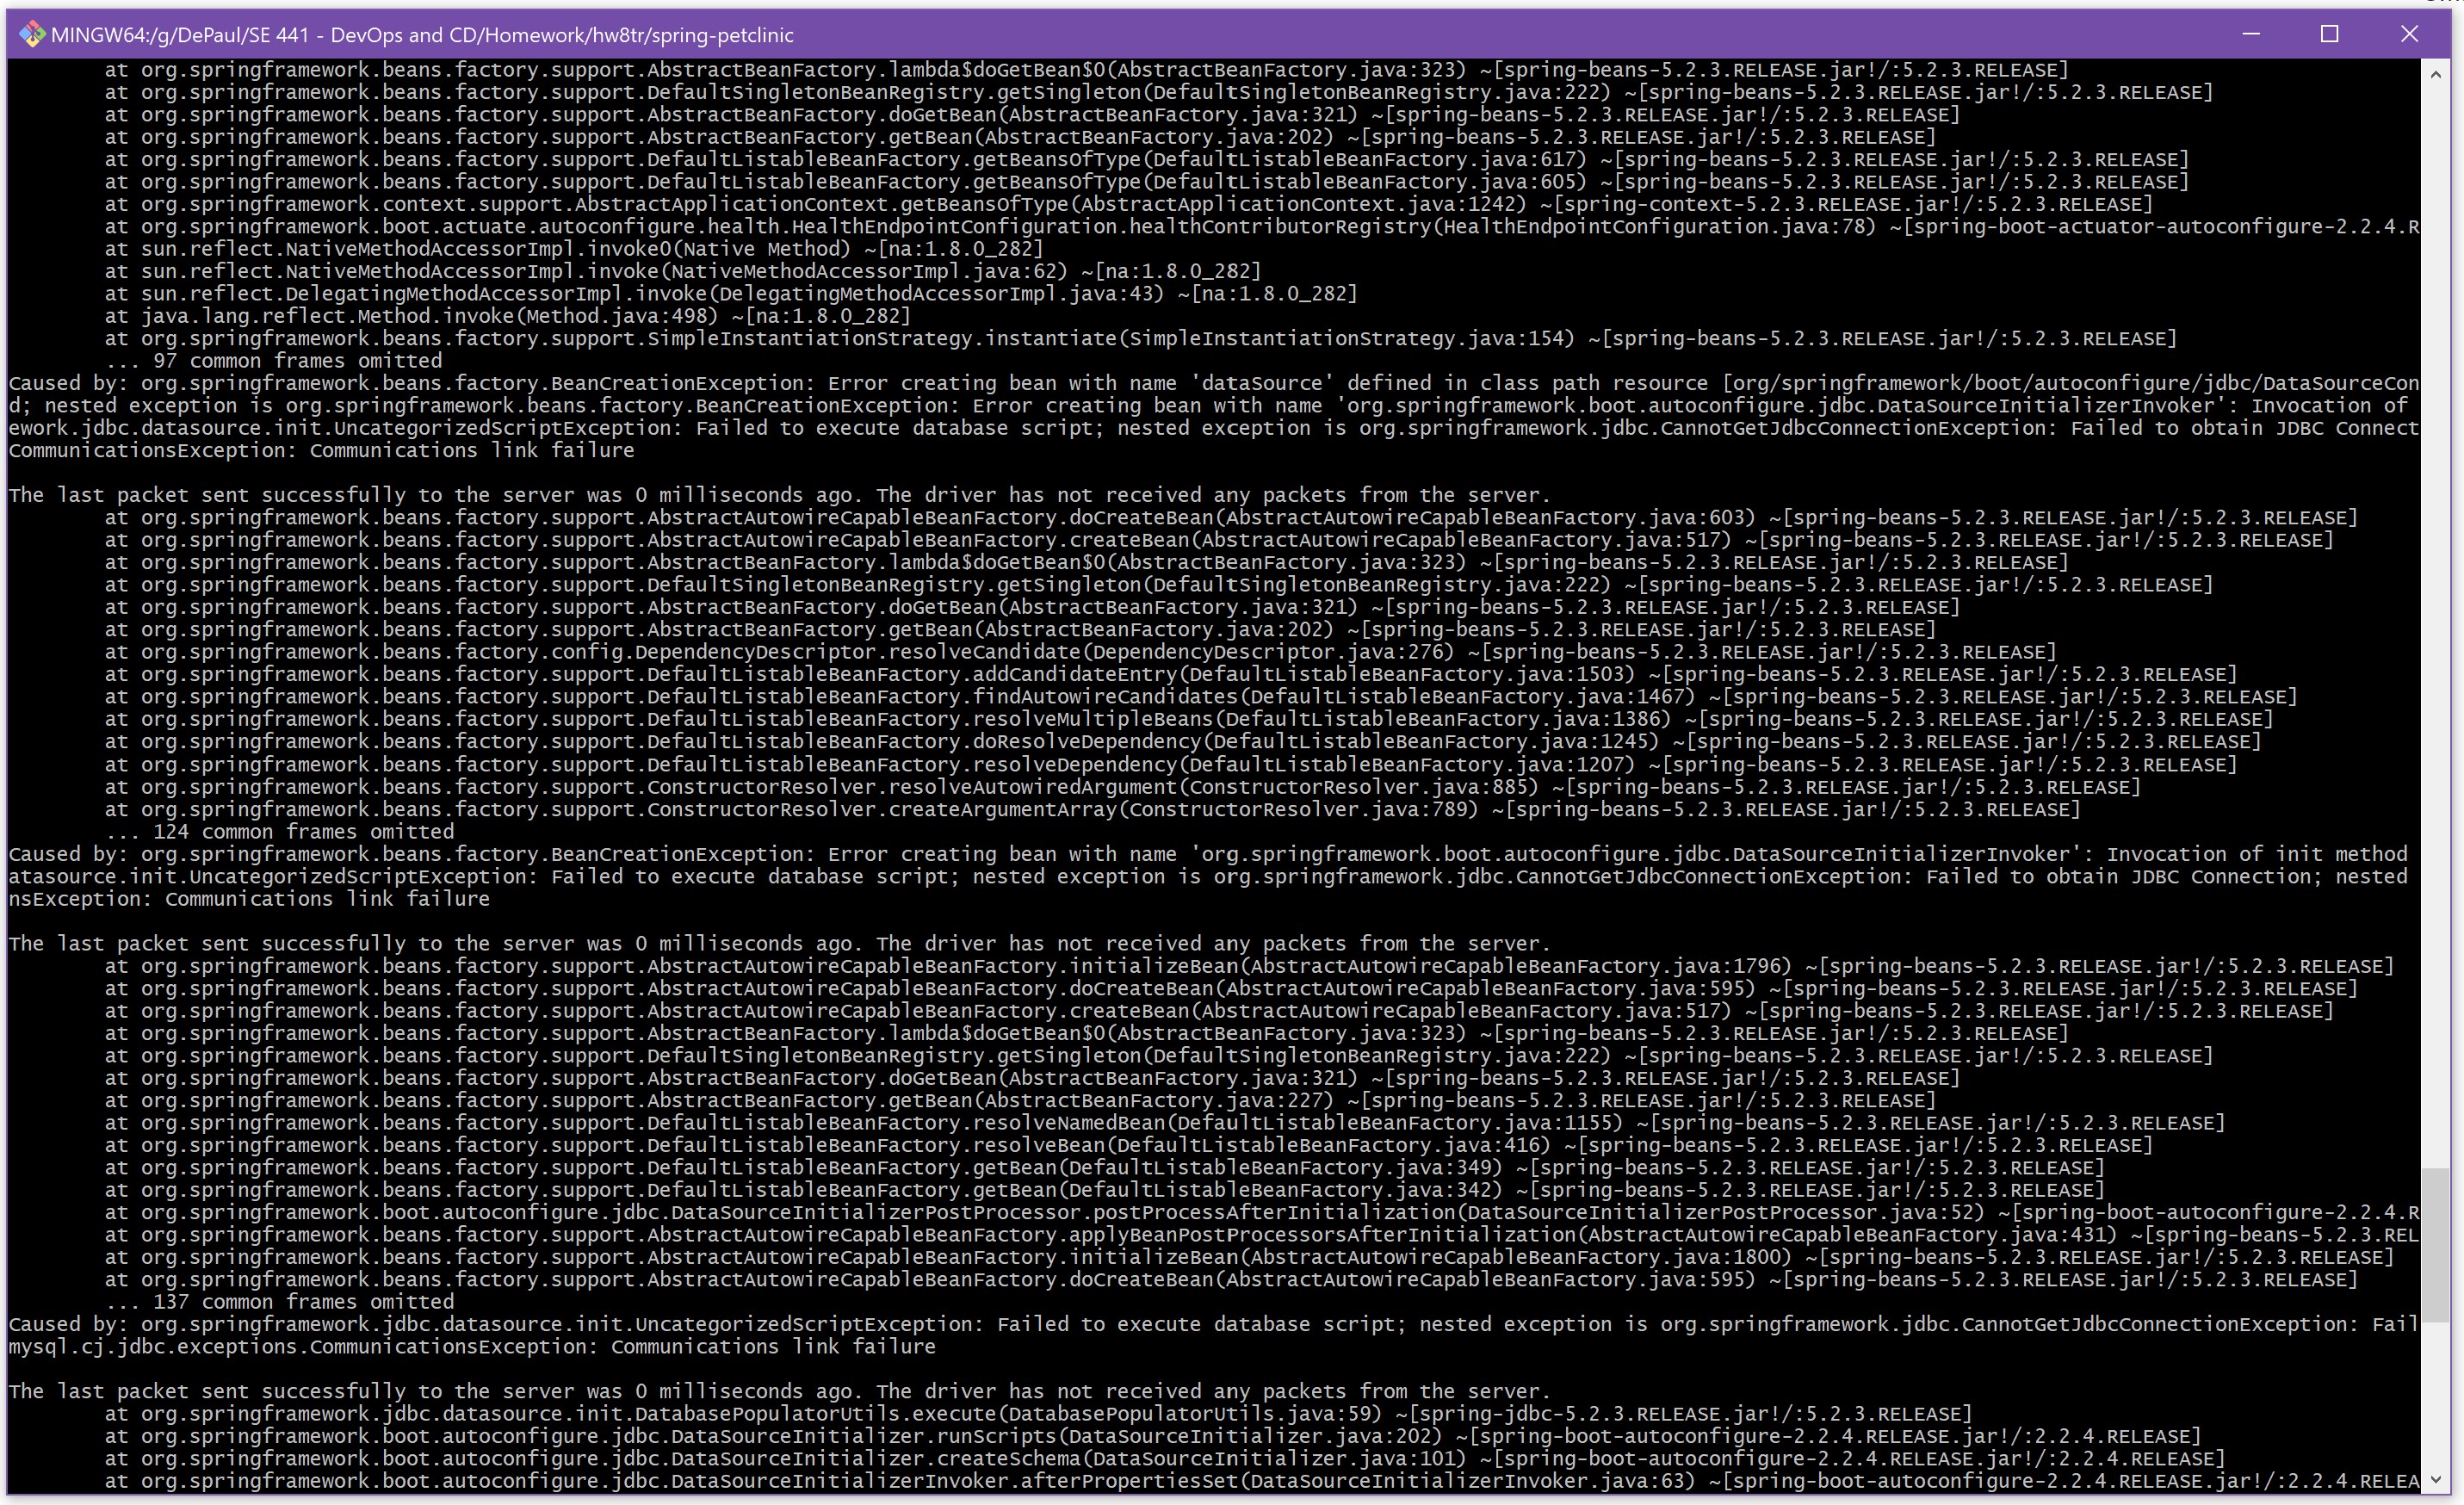 MINGW64:/g/DePaul/SE 441 - DevOps and CD/Homework/hw8tr/spring-petclinic
at org.springframework.beans.factory.support.AbstractBeanFactory.lambda$doGetBean$0(AbstractBeanFactory.java:323) ~[spring-beans-5.2.3.RELEASE.jar!/:5.2.3.RELEASE]
at org.springframework.beans.factory.support.DefaultSingletonBeanRegistry.getSingleton(DefaultSingletonBeanRegistry.java:222) ~[spring-beans-5.2.3.RELEASE.jar!/:5.2.3.RELEASE]
at org.springframework.beans.factory.support.AbstractBeanFactory.doGetBean(AbstractBeanFactory.java:321) ~[spring-beans-5.2.3.RELEASE.jar!/:5.2.3.RELEASE]
at org.springframework.beans.factory.support.AbstractBeanFactory.getBean(AbstractBeanFactory.java:202) ~[spring-beans-5.2.3.RELEASE.jar!/:5.2.3.RELEASE]
at org.springframework.beans.factory.support.DefaultListableBeanFactory.getBeansOfType(DefaultListableBeanFactory.java:617) ~[spring-beans-5.2.3.RELEASE.jar!/:5.2.3.RELEASE]
at org.springframework.beans.factory.support.DefaultListableBeanFactory.getBeansOfType(DefaultListableBeanFactory.java:605) ~[spring-beans-5.2.3.RELEASE.jar!/:5.2.3.RELEASE]
at org.springframework.context.support.AbstractApplicationContext.getBeansOfType(AbstractApplicationContext.java:1242) ~[spring-context-5.2.3.RELEASE.jar!/:5.2.3.RELEASE]
at org.springframework.boot.actuate.autoconfigure.health.HealthEndpointConfiguration.healthContributorRegistry(HealthEndpointConfiguration.java:78) ~[spring-boot-actuator-autoconfigure-2.2.4.R
at sun.reflect.NativeMethodAccessorImpl.invoke0(Native Method) ~[na:1.8.0_282]
at sun.reflect.NativeMethodAccessorImpl.invoke(NativeMethodAccessorImpl.java:62) ~[na:1.8.0_282]
at sun.reflect.DelegatingMethodAccessorImpl.invoke(DelegatingMethodAccessorImpl.java:43) ~[na:1.8.0_282]
at java.lang.reflect.Method.invoke(Method.java:498) ~[na:1.8.0_282]
at org.springframework.beans.factory.support.SimpleInstantiationStrategy.instantiate(SimpleInstantiationStrategy.java:154) ~[spring-beans-5.2.3.RELEASE.jar!/:5.2.3.RELEASE]
... 97 common frames omitted
Caused by: org.springframework.beans.factory.BeanCreationException: Error creating bean with name 'dataSource' defined in class path resource [org/springframework/boot/autoconfigure/jdbc/DataSourceCon
d; nested exception is org.springframework.beans.factory.BeanCreationException: Error creating bean with name 'org.springframework.boot.autoconfigure.jdbc.DataSourceInitializerInvoker': Invocation of
ework.jdbc.datasource.init.UncategorizedScriptException: Failed to execute database script; nested exception is org.springframework.jdbc.CannotGetJdbcConnectionException: Failed to obtain JDBC Connect
CommunicationsException: Communications link failure
The last packet sent successfully to the server was 0 milliseconds ago. The driver has not received any packets from the server.
at org.springframework.beans.factory.support.AbstractAutowireCapableBeanFactory.doCreateBean(AbstractAutowireCapableBeanFactory.java:603) ~[spring-beans-5.2.3.RELEASE.jar!/:5.2.3.RELEASE]
at org.springframework.beans.factory.support.AbstractAutowireCapableBeanFactory.createBean(AbstractAutowireCapableBeanFactory.java:517) ~[spring-beans-5.2.3.RELEASE.jar!/:5.2.3.RELEASE]
at org.springframework.beans.factory.support.AbstractBeanFactory.lambda$doGetBean$0(AbstractBeanFactory.java:323) ~[spring-beans-5.2.3.RELEASE.jar!/:5.2.3.RELEASE]
at org.springframework.beans.factory.support.DefaultSingletonBeanRegistry.getSingleton(DefaultSingletonBeanRegistry.java:222) ~[spring-beans-5.2.3.RELEASE.jar!/:5.2.3.RELEASE]
at org.springframework.beans.factory.support.AbstractBeanFactory.doGetBean(AbstractBeanFactory.java:321) ~[spring-beans-5.2.3.RELEASE.jar!/:5.2.3.RELEASE]
at org.springframework.beans.factory.support.AbstractBeanFactory.getBean(AbstractBeanFactory.java:202) ~[spring-beans-5.2.3.RELEASE.jar!/:5.2.3.RELEASE]
at org.springframework.beans.factory.config.DependencyDescriptor.resolveCandidate(DependencyDescriptor.java:276) ~[spring-beans-5.2.3.RELEASE.jar!/:5.2.3.RELEASE]
at org.springframework.beans.factory.support.DefaultListableBeanFactory.addCandidateEntry(DefaultListableBeanFactory.java:1503) ~[spring-beans-5.2.3.RELEASE.jar!/:5.2.3.RELEASE]
at org.springframework.beans.factory.support.DefaultListableBeanFactory.findAutowireCandidates(DefaultListableBeanFactory.java:1467) ~[spring-beans-5.2.3.RELEASE.jar!/:5.2.3.RELEASE]
at org.springframework.beans.factory.support.DefaultListableBeanFactory.resolveMultipleBeans(DefaultListableBeanFactory.java:1386) ~[spring-beans-5.2.3.RELEASE.jar!/:5.2.3.RELEASE]
at org.springframework.beans.factory.support.DefaultListableBeanFactory.doResolveDependency(DefaultListableBeanFactory.java:1245) ~[spring-beans-5.2.3.RELEASE.jar!/:5.2.3.RELEASE]
at org.springframework.beans.factory.support.DefaultListableBeanFactory.resolveDependency(DefaultListableBeanFactory.java:1207) ~[spring-beans-5.2.3.RELEASE.jar!/:5.2.3.RELEASE]
at org.springframework.beans.factory.support.ConstructorResolver.resolveAutowiredArgument(ConstructorResolver.java:885) ~[spring-beans-5.2.3.RELEASE.jar!/:5.2.3.RELEASE]
at org.springframework.beans.factory.support.ConstructorResolver.createArgumentArray(ConstructorResolver.java:789) ~[spring-beans-5.2.3.RELEASE.jar!/:5.2.3.RELEASE]
... 124 common frames omitted
Caused by: org.springframework.beans.factory.BeanCreationException: Error creating bean with name 'org.springframework.boot.autoconfigure.jdbc.DataSourceInitializerInvoker': Invocation of init method
atasource.init.UncategorizedScriptException: Failed to execute database script; nested exception is org.springframework.jdbc.CannotGetJdbcConnectionException: Failed to obtain JDBC Connection; nested
nsException: Communications link failure
The last packet sent successfully to the server was 0 milliseconds ago. The driver has not received any packets from the server.
at org.springframework.beans.factory.support.AbstractAutowireCapableBeanFactory.initializeBean(AbstractAutowireCapableBeanFactory.java:1796) ~[spring-beans-5.2.3.RELEASE.jar!/:5.2.3.RELEASE]
at org.springframework.beans.factory.support.AbstractAutowireCapableBeanFactory.doCreateBean(AbstractAutowireCapableBeanFactory.java:595) ~[spring-beans-5.2.3.RELEASE.jar!/:5.2.3.RELEASE]
at org.springframework.beans.factory.support.AbstractAutowireCapableBeanFactory.createBean(AbstractAutowireCapableBeanFactory.java:517) ~[spring-beans-5.2.3.RELEASE.jar!/:5.2.3.RELEASE]
at org.springframework.beans.factory.support.AbstractBeanFactory.lambda$doGetBean$0(AbstractBeanFactory.java:323) ~[spring-beans-5.2.3.RELEASE.jar!/:5.2.3.RELEASE]
at org.springframework.beans.factory.support.DefaultSingletonBeanRegistry.getSingleton(DefaultSingletonBeanRegistry.java:222) ~[spring-beans-5.2.3.RELEASE.jar!/:5.2.3.RELEASE]
at org.springframework.beans.factory.support.AbstractBeanFactory.doGetBean(AbstractBeanFactory.java:321) ~[spring-beans-5.2.3.RELEASE.jar!/:5.2.3.RELEASE]
at org.springframework.beans.factory.support.AbstractBeanFactory.getBean(AbstractBeanFactory.java:227) ~[spring-beans-5.2.3.RELEASE.jar!/:5.2.3.RELEASE]
at org.springframework.beans.factory.support.DefaultListableBeanFactory.resolveNamedBean(DefaultListableBeanFactory.java:1155) ~[spring-beans-5.2.3.RELEASE.jar!/:5.2.3.RELEASE]
at org.springframework.beans.factory.support.DefaultListableBeanFactory.resolveBean(DefaultListableBeanFactory.java:416) ~[spring-beans-5.2.3.RELEASE.jar!/:5.2.3.RELEASE]
at org.springframework.beans.factory.support.DefaultListableBeanFactory.getBean(DefaultListableBeanFactory.java:349) ~[spring-beans-5.2.3.RELEASE.jar!/:5.2.3.RELEASE]
at org.springframework.beans.factory.support.DefaultListableBeanFactory.getBean(DefaultListableBeanFactory.java:342) ~[spring-beans-5.2.3.RELEASE.jar!/:5.2.3.RELEASE]
at org.springframework.boot.autoconfigure.jdbc.DataSourceInitializerPostProcessor.postProcessAfterInitialization(DataSourceInitializerPostProcessor.java:52) ~[spring-boot-autoconfigure-2.2.4.R
at org.springframework.beans.factory.support.AbstractAutowireCapableBeanFactory.applyBeanPostProcessorsAfterInitialization(AbstractAutowireCapableBeanFactory.java:431) ~[spring-beans-5.2.3.REL
at org.springframework.beans.factory.support.AbstractAutowireCapableBeanFactory.initializeBean(AbstractAutowireCapableBeanFactory.java:1800) ~[spring-beans-5.2.3.RELEASE.jar!/:5.2.3.RELEASE]
at org.springframework.beans.factory.support.AbstractAutowireCapableBeanFactory.doCreateBean(AbstractAutowireCapableBeanFactory.java:595) ~[spring-beans-5.2.3.RELEASE.jar!/:5.2.3.RELEASE]
... 137 common frames omitted
Caused by: org.springframework.jdbc.datasource.init.UncategorizedScriptException: Failed to execute database script; nested exception is org.springframework.jdbc.CannotGetJdbcConnectionException: Fail
mysql.cj.jdbc.exceptions.CommunicationsException: Communications link failure
The last packet sent successfully to the server was 0 milliseconds ago. The driver has not received any packets from the server.
at org.springframework.jdbc.datasource.init.DatabasePopulatorUtils.execute(DatabasePopulatorUtils.java:59) ~[spring-jdbc-5.2.3.RELEASE.jar!/:5.2.3.RELEASE]
at org.springframework.boot.autoconfigure.jdbc.DataSourceInitializer.runScripts(DataSourceInitializer.java:202) ~[spring-boot-autoconfigure-2.2.4.RELEASE.jar!/:2.2.4.RELEASE]
at org.springframework.boot.autoconfigure.jdbc.DataSourceInitializer.createSchema(DataSourceInitializer.java:101) ~[spring-boot-autoconfigure-2.2.4.RELEASE.jar!/:2.2.4.RELEASE]
at org.springframework.boot.autoconfigure.jdbc.DataSourceInitializerInvoker.afterPropertiesSet(DataSourceInitializerInvoker.java:63) ~[spring-boot-autoconfigure-2.2.4.RELEASE.jar!/:2.2.4.RELEA